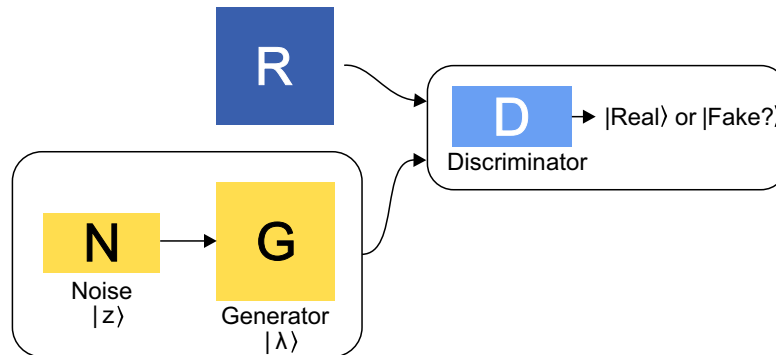 R
D
|Real⟩ or |Fake?⟩
Discriminator
N
G
Noise
|z⟩
Generator
|λ⟩